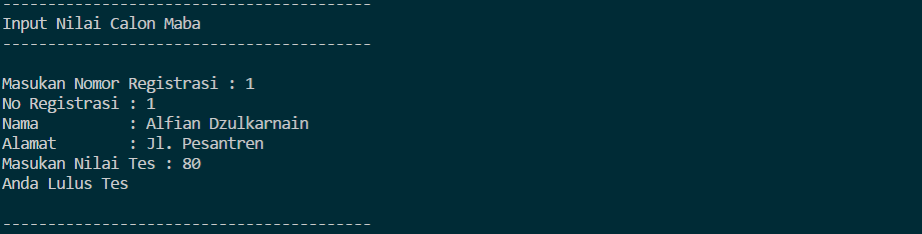 ----------------------------------------
Input Nilai Calon Maba
----------------------------------------
Masukan Nomor Registrasi : 1
No Registrasi : 1
Nama          : Alfian Dzulkarnain
Alamat        : Jl. Pesantren
Masukan Nilai Tes : 80
Anda Lulus Tes
----------------------------------------